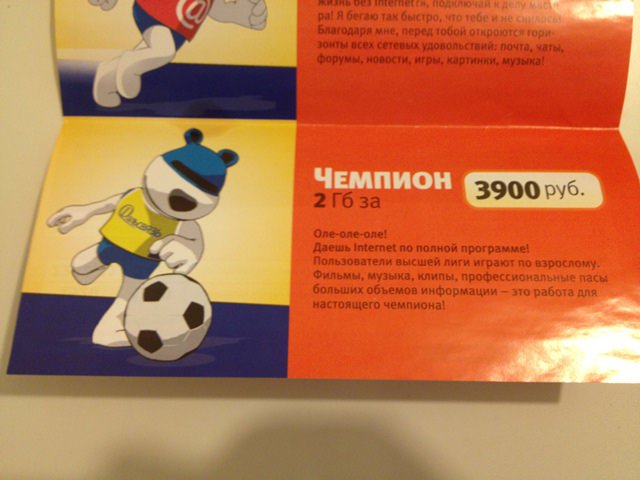 @
жизнь без Internet!», подключай к делу масте-
ра! Я бегаю так быстро, что тебе и не снилось!
Благодаря мне, перед тобой откроются гори-
зонты всех сетевых удовольствий: почта, чаты,
форумы, новости, игры, картинки, музыка!
Чемпион
2 Гб за
3900 руб.
Оле-оле-оле!
Даешь Internet по полной программе!
Пользователи высшей лиги играют по взрослому.
Фильмы, музыка, клипы, профессиональные пасы
больших объемов информации – это работа для
настоящего чемпиона!